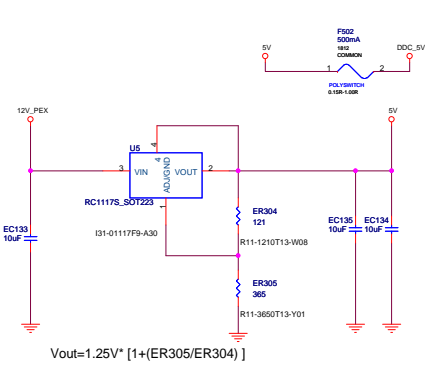 F502
500mA
1812
COMMON
5V
DDC_5V
1
2
POLYSWITCH
0.15R-1.00R
12V_PEX
5V
4
U5
3
VIN
4
ADJ/GND
VOUT
2
RC1117S_SOT223
1
I31-01117F9-A30
ER304
121
R11-1210T13-W08
EC133
10uF
EC135
10uF
EC134
10uF
ER305
365
R11-3650T13-Y01
Vout=1.25V* [1+(ER305/ER304) ]